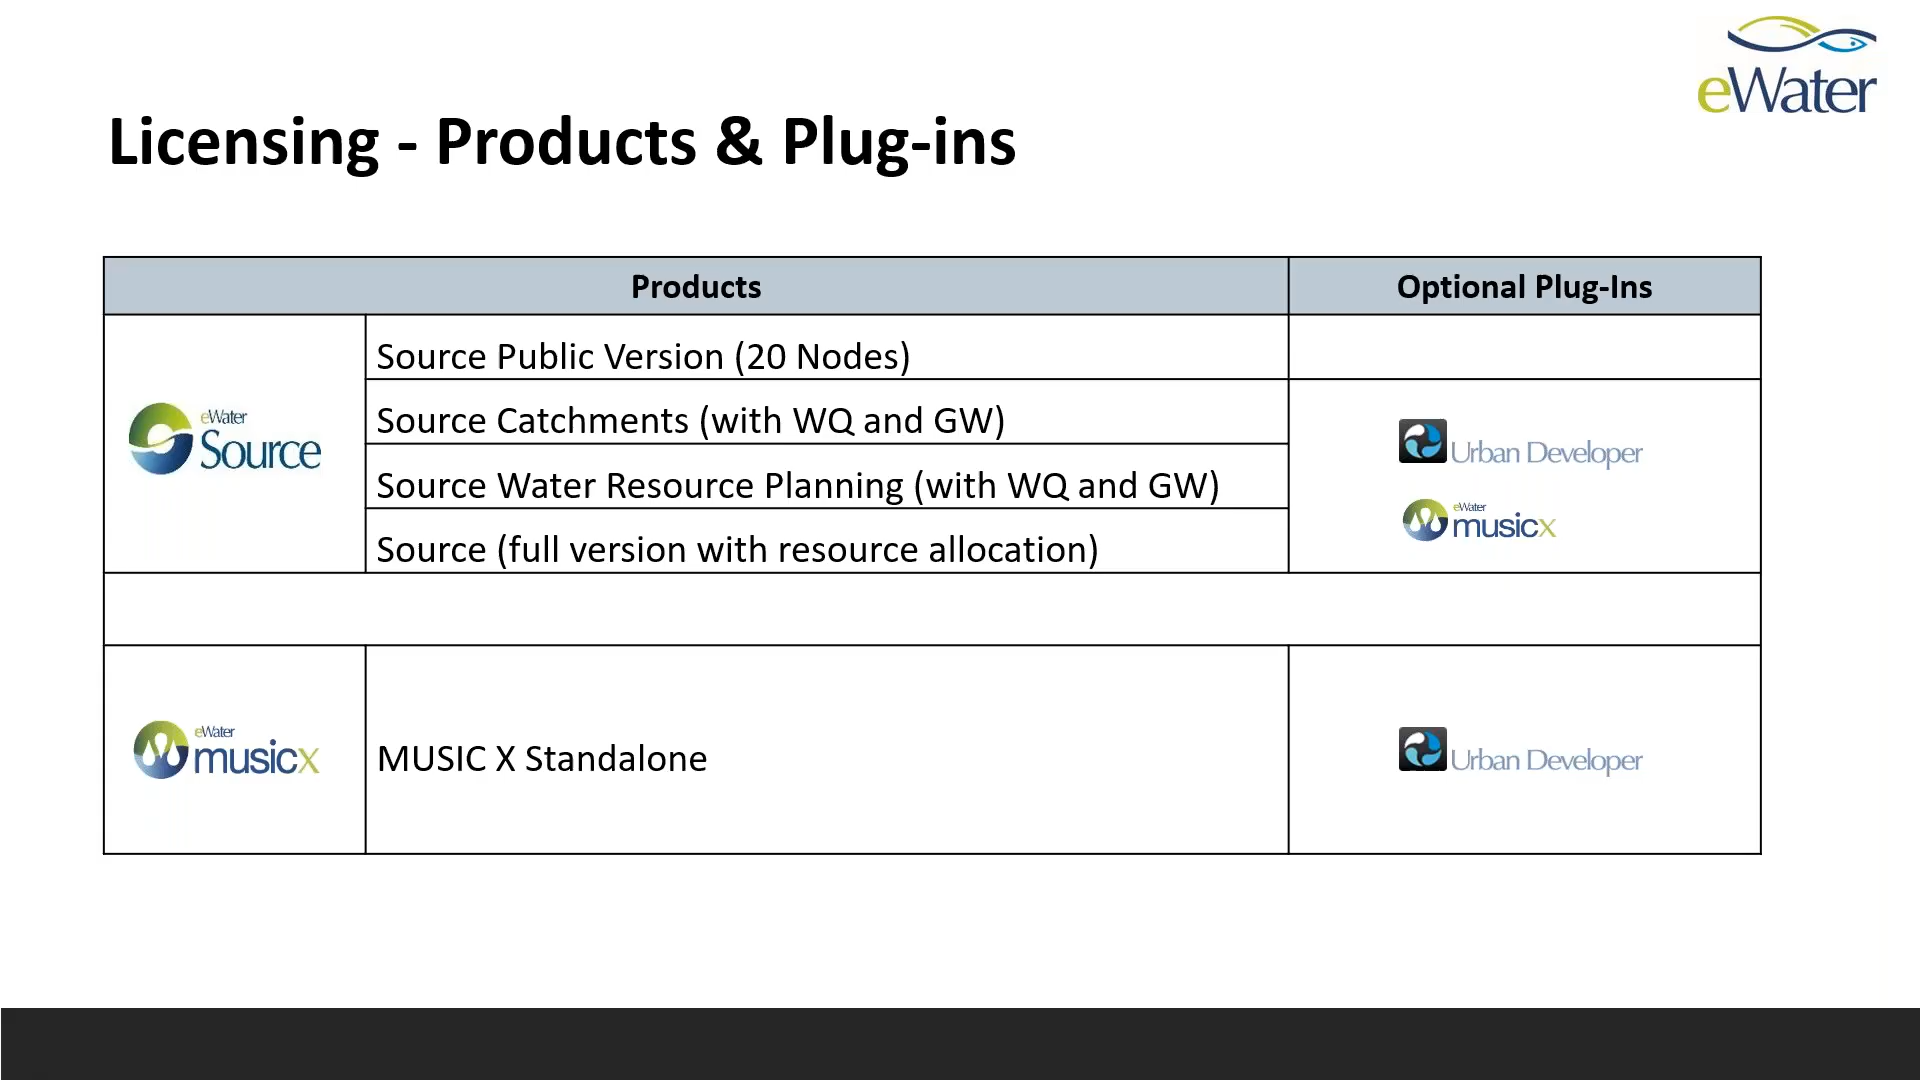 eWater
Licensing - Products & Plug-ins
Products
Optional Plug-Ins
Source Public Version (20 Nodes)
eWater
Source
Source Catchments (with WQ and GW)
Source Water Resource Planning (with WQ and GW)
Source (full version with resource allocation)
Urban Developer
eWater
musicx
eWater
musicx
MUSIC X Standalone
Urban Developer